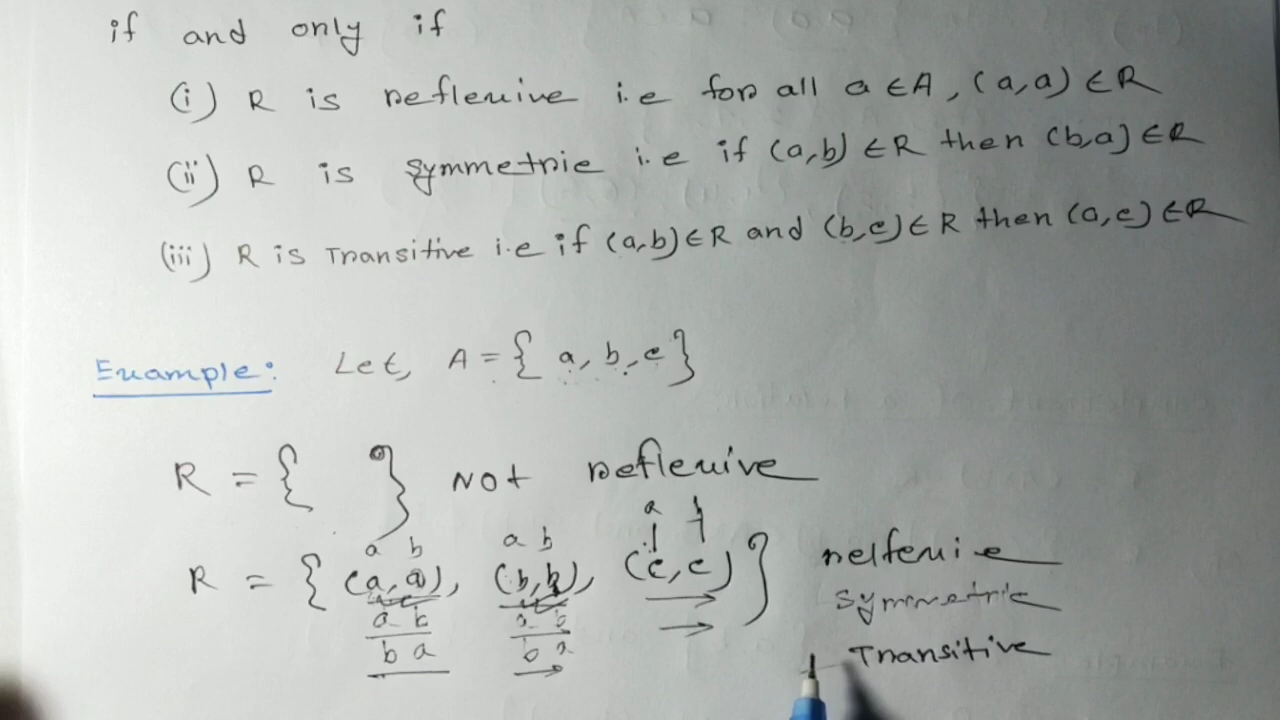 if and only if
(i) R is reflexive i.e for all a ∈ A, (a,a) ∈ R
(ii) R is symmetric i.e if (a,b) ∈ R then (b,a) ∈ R
(iii) R is Transitive i.e if (a,b) ∈ R and (b,c) ∈ R then (a,c) ∈ R
Example: Let, A = { a, b, c }
R = { } Not reflexive
a b a b a b
R = { (a,a), (b,b), (c,c) } relfexie
a b a b symmetric
b a b a Transitive